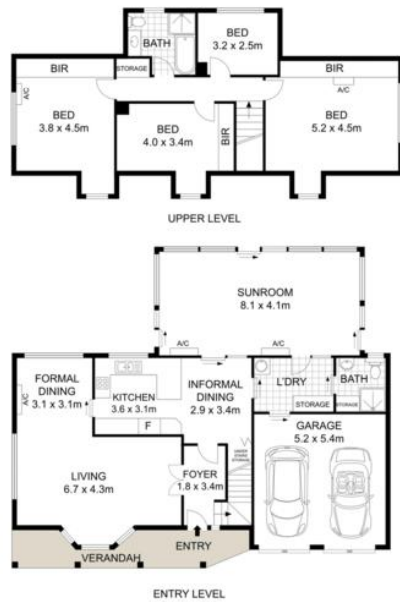 BED
3.2 x 2.5m
BATH
STORAGE
BIR
BIR
A/C
A/C
BED
3.8 x 4.5m
BED
4.0 x 3.4m
BIR
BED
5.2 x 4.5m
UPPER LEVEL
SUNROOM
8.1 x 4.1m
A/C
A/C
FORMAL
DINING
3.1 x 3.1m
A/C
KITCHEN
3.6 x 3.1m
F
INFORMAL
DINING
2.9 x 3.4m
L'DRY
STORAGE
BATH
STORAGE
GARAGE
5.2 x 5.4m
LIVING
6.7 x 4.3m
FOYER
1.8 x 3.4m
UNDER
STAIRS
STORAGE
ENTRY
VERANDAH
ENTRY LEVEL